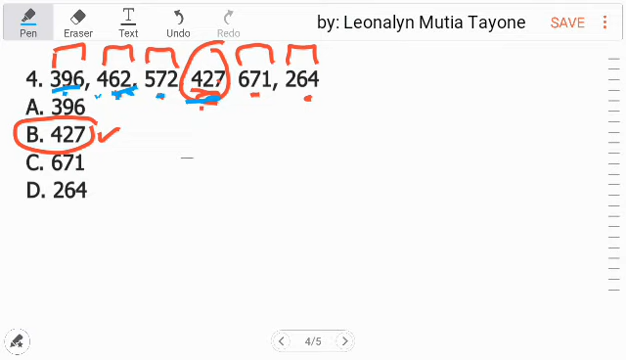 Pen Eraser Text Undo Redo by: Leonalyn Mutia Tayone SAVE
4. 396, 462, 572, 427, 671, 264
A. 396
B. 427
C. 671
D. 264
4/5